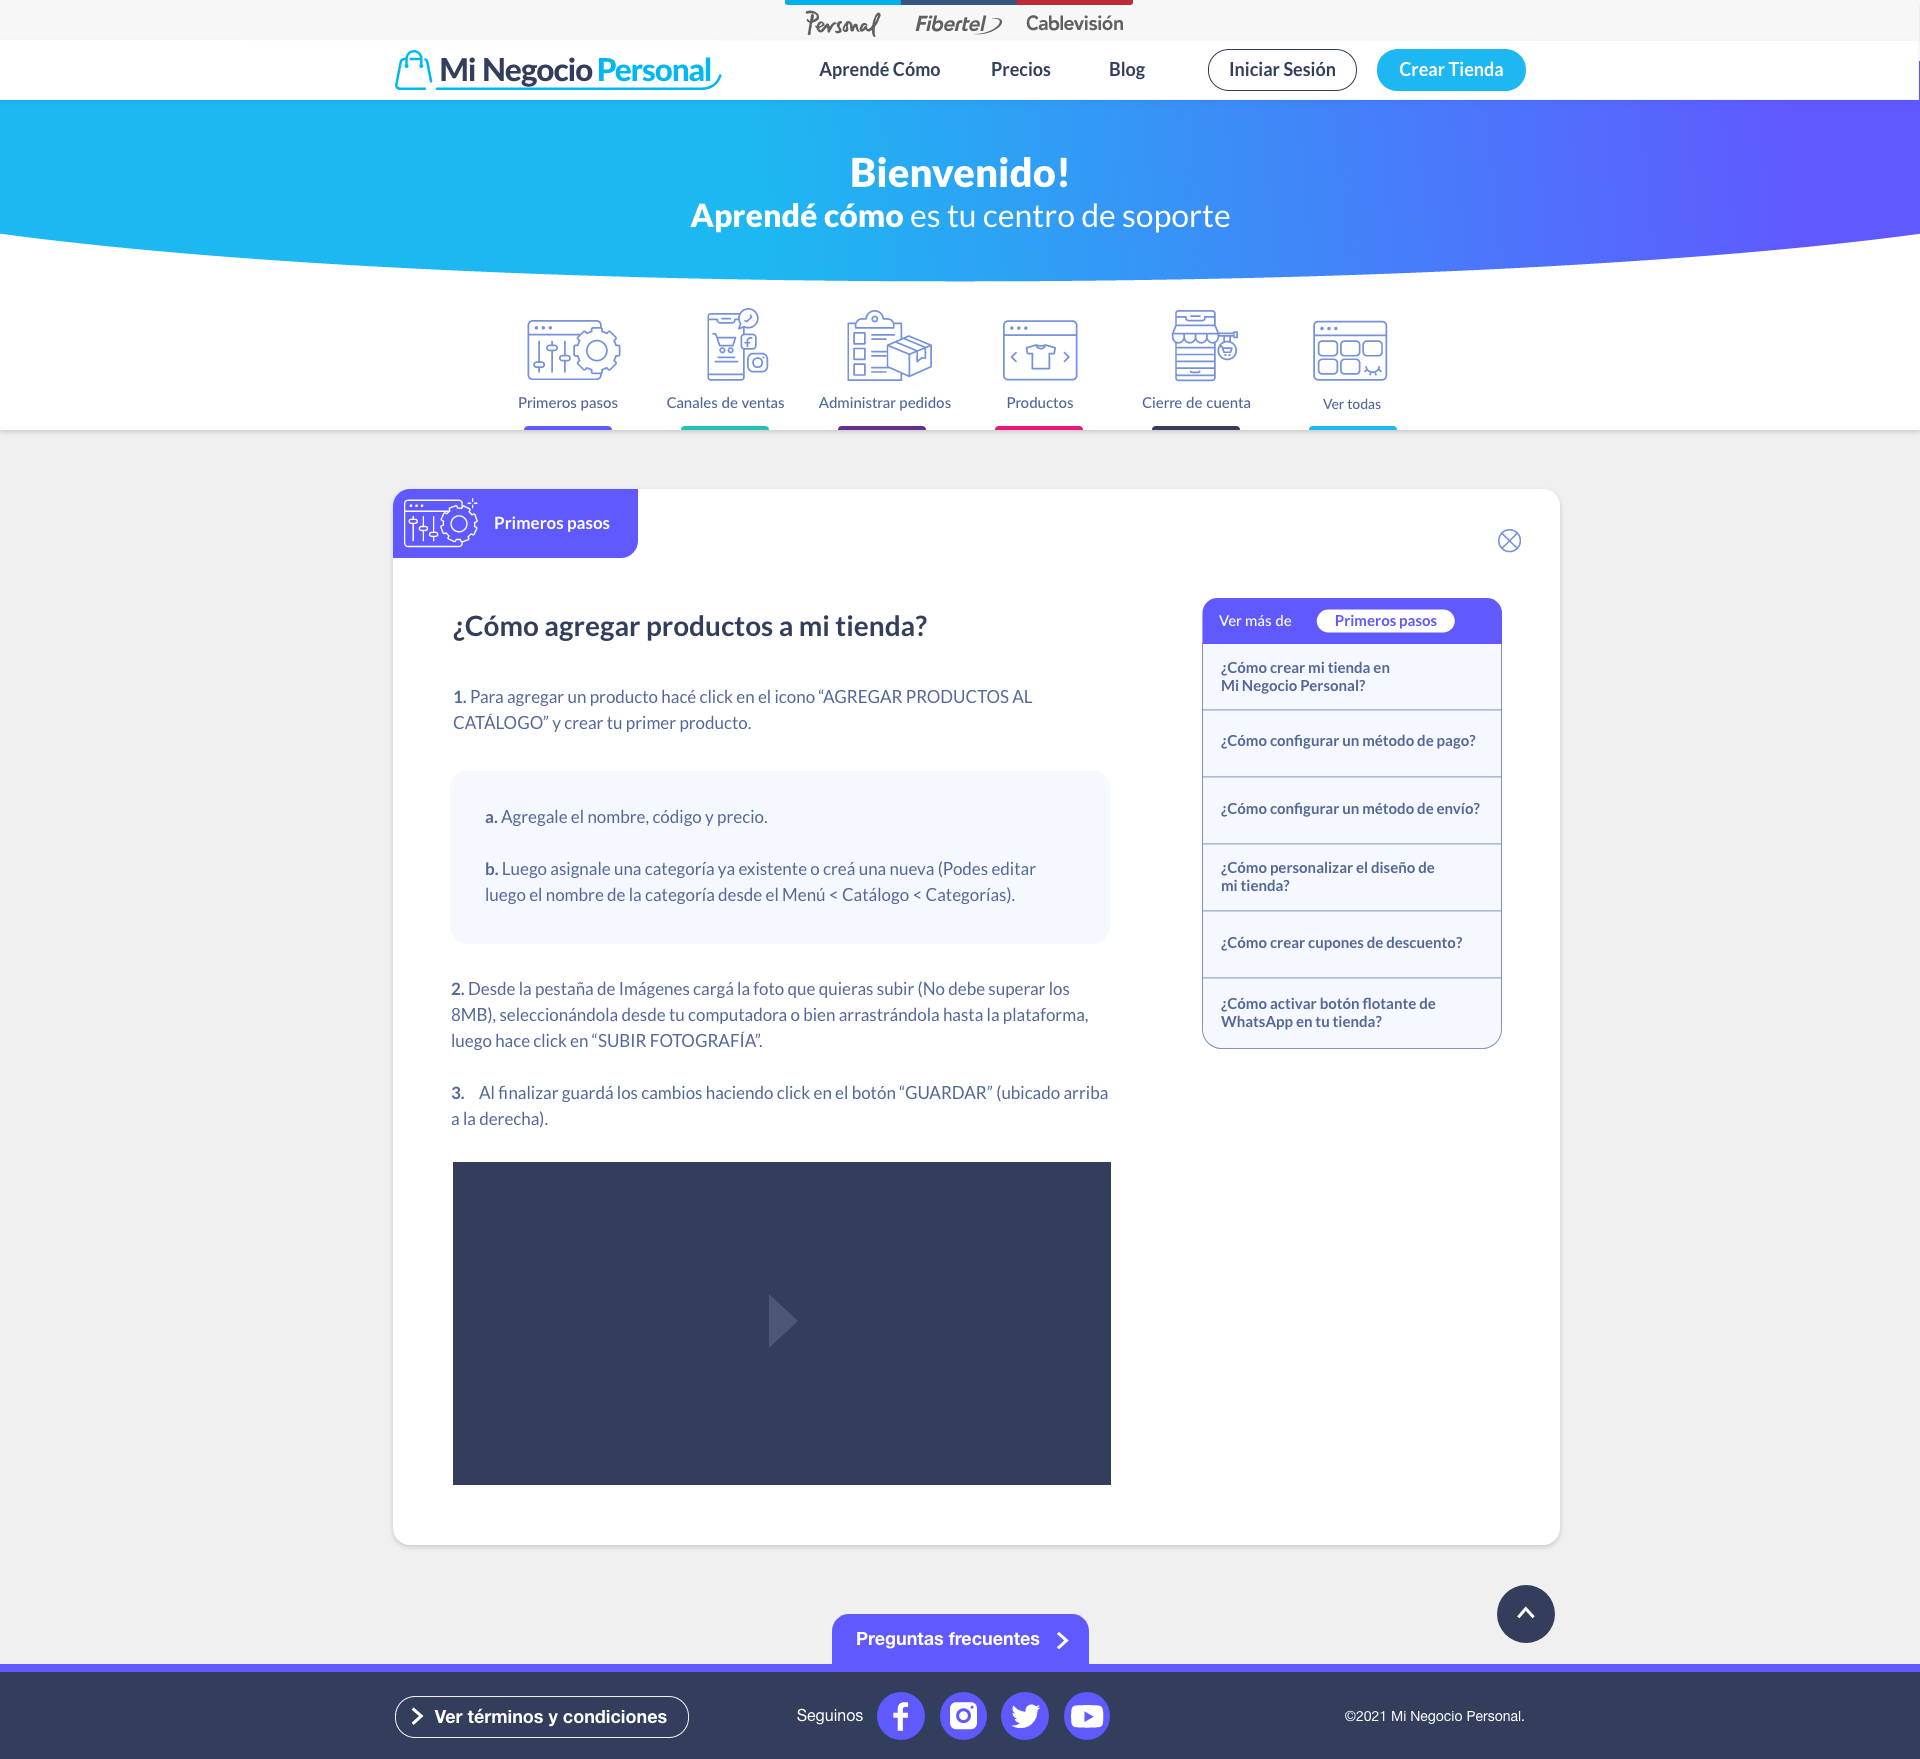 Personal Fibertel Cablevisión
Mi Negocio Personal
Aprendé Cómo Precios Blog Iniciar Sesión Crear Tienda
Bienvenido!
Aprendé cómo es tu centro de soporte
Primeros pasos Canales de ventas Administrar pedidos Productos Cierre de cuenta Ver todas
Primeros pasos
¿Cómo agregar productos a mi tienda?
1. Para agregar un producto hacé click en el icono “AGREGAR PRODUCTOS AL
CATÁLOGO” y crear tu primer producto.
a. Agregale el nombre, código y precio.
b. Luego asignale una categoría ya existente o creá una nueva (Podes editar
luego el nombre de la categoría desde el Menú < Catálogo < Categorías).
2. Desde la pestaña de Imágenes cargá la foto que quieras subir (No debe superar los
8MB), seleccionándola desde tu computadora o bien arrastrándola hasta la plataforma,
luego hace click en “SUBIR FOTOGRAFÍA”.
3. Al finalizar guardá los cambios haciendo click en el botón “GUARDAR” (ubicado arriba
a la derecha).
Ver más de Primeros pasos
¿Cómo crear mi tienda en
Mi Negocio Personal?
¿Cómo configurar un método de pago?
¿Cómo configurar un método de envío?
¿Cómo personalizar el diseño de
mi tienda?
¿Cómo crear cupones de descuento?
¿Cómo activar botón flotante de
WhatsApp en tu tienda?
Preguntas frecuentes
Ver términos y condiciones
Seguinos
©2021 Mi Negocio Personal.